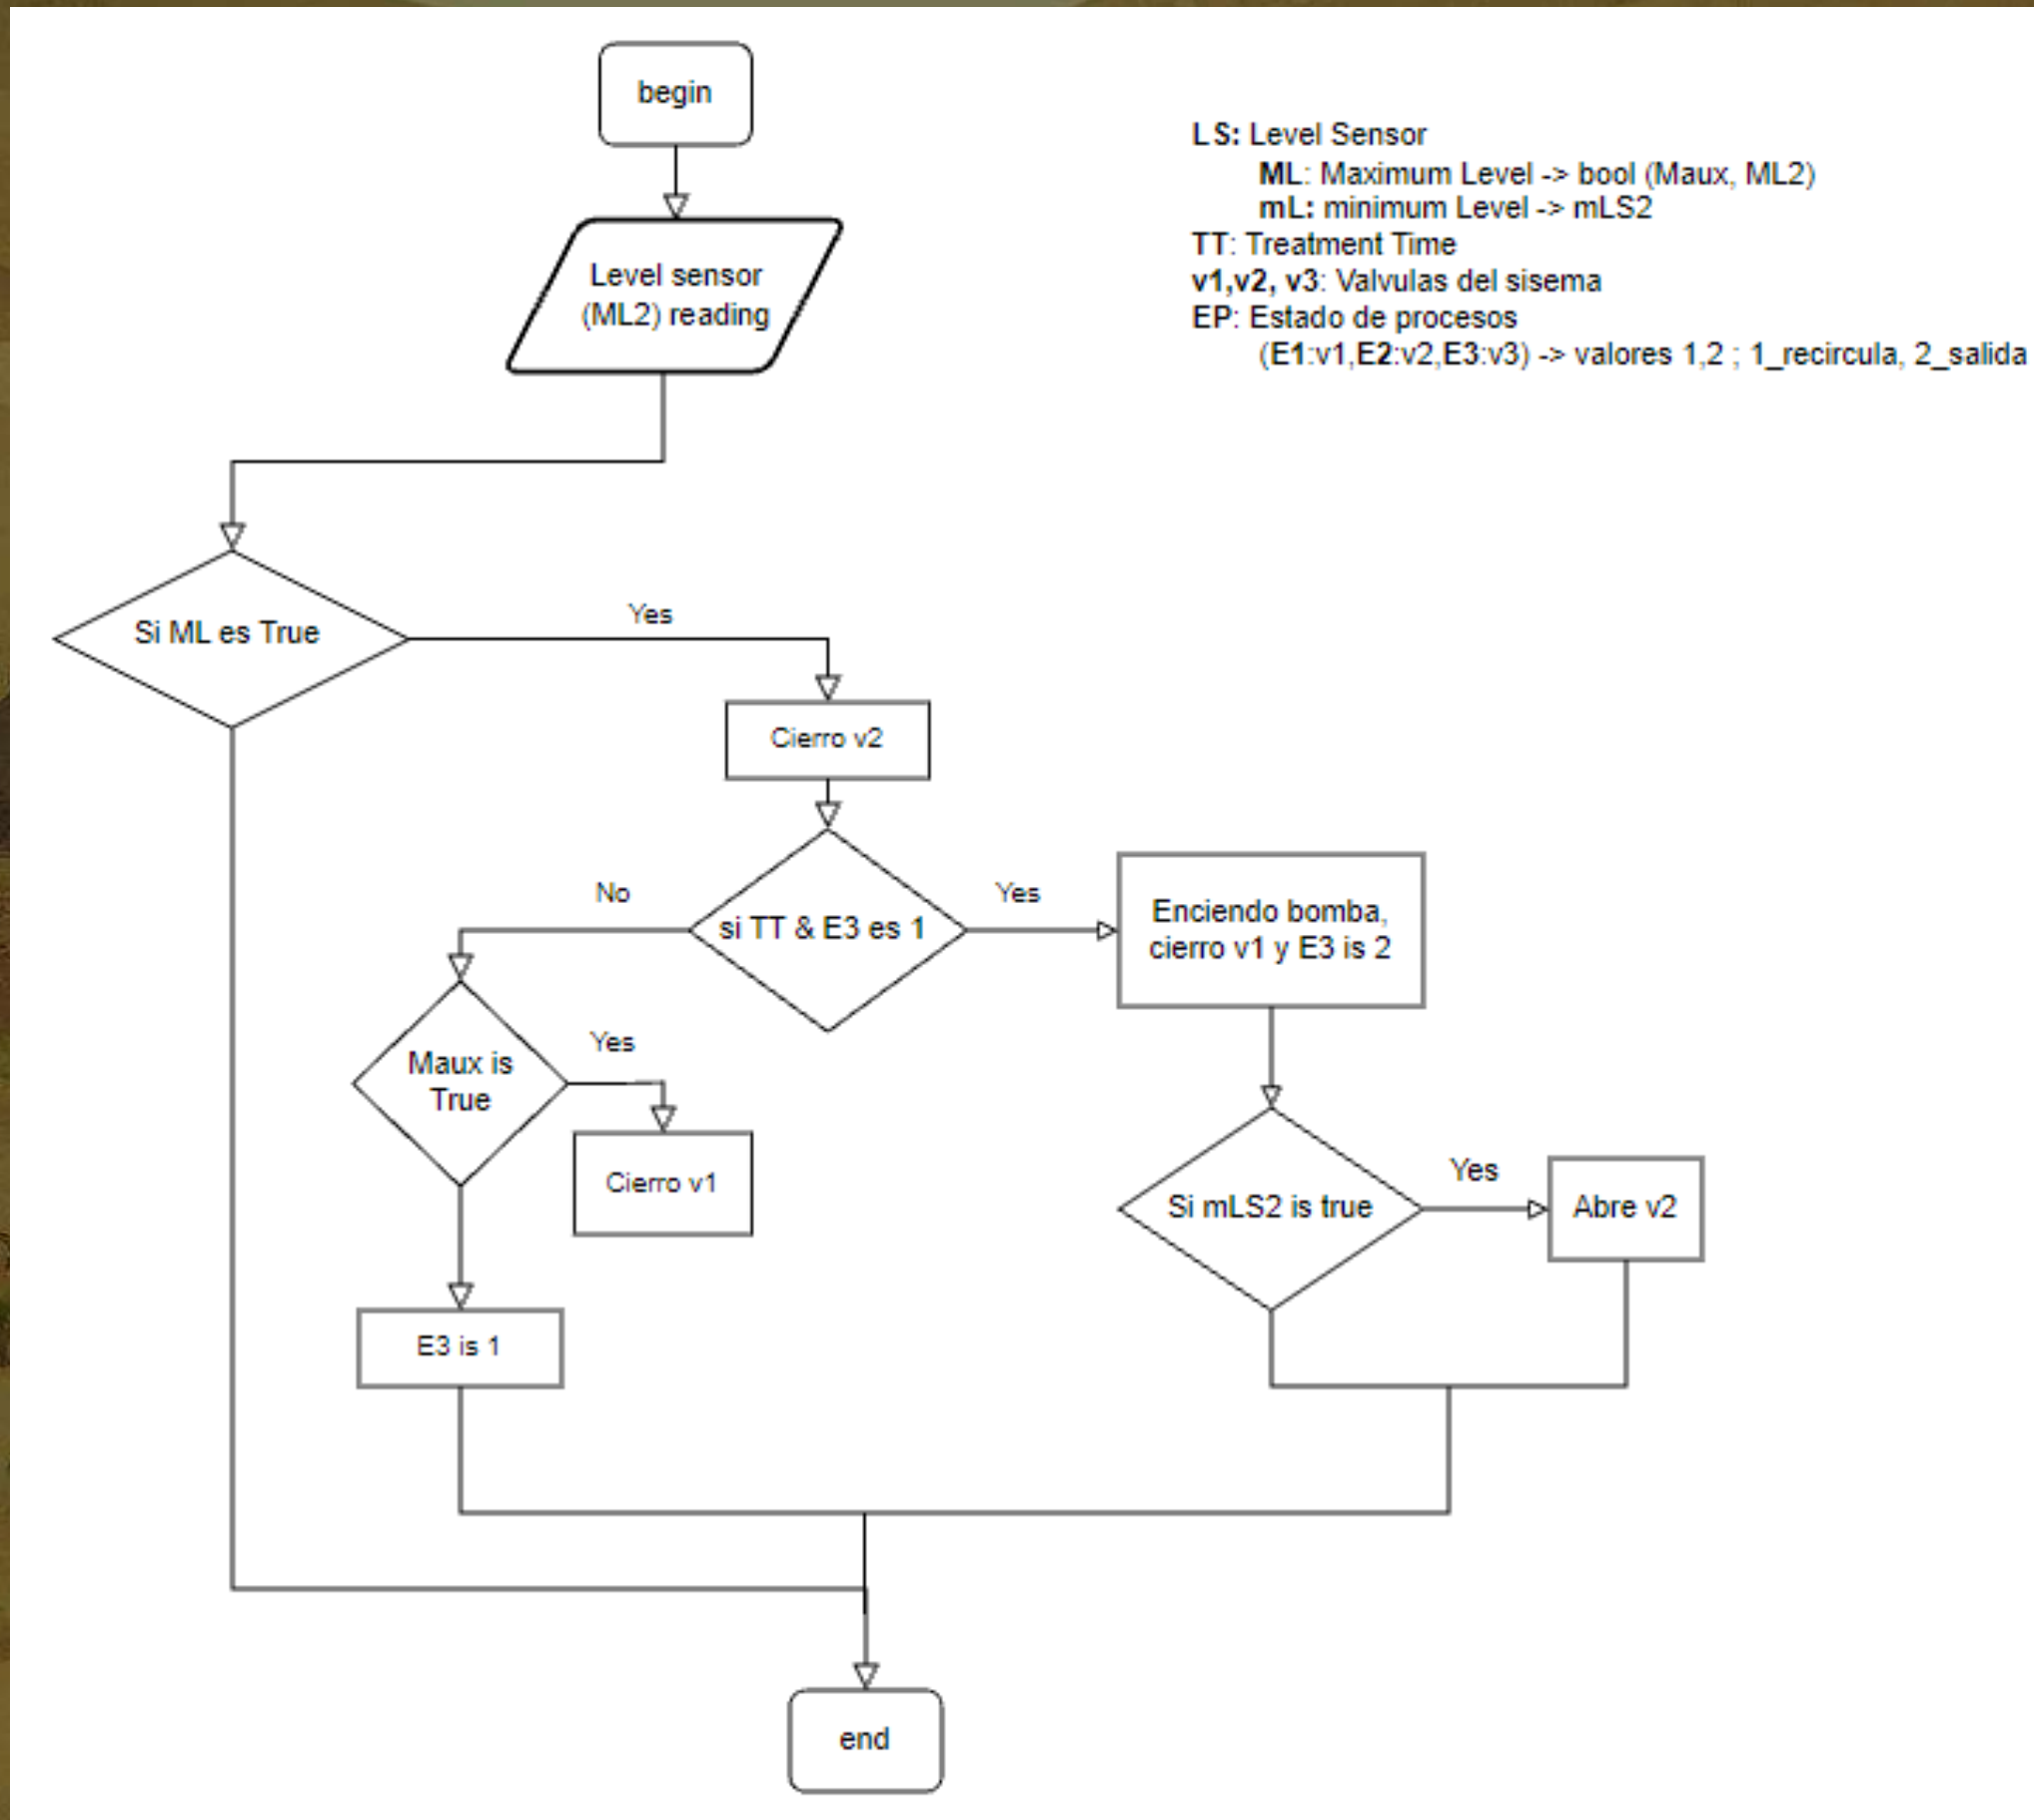 begin
LS: Level Sensor
ML: Maximum Level -> bool (Maux, ML2)
mL: minimum Level -> mLS2
TT: Treatment Time
v1,v2, v3: Valvulas del sisema
EP: Estado de procesos
(E1:v1,E2:v2,E3:v3) -> valores 1,2 ; 1_recircula, 2_salida
Level sensor
(ML2) reading
Si ML es True
Yes
Cierro v2
si TT & E3 es 1
No
Yes
Enciendo bomba,
cierro v1 y E3 is 2
Maux is
True
Yes
Cierro v1
Si mLS2 is true
Yes
Abre v2
E3 is 1
end